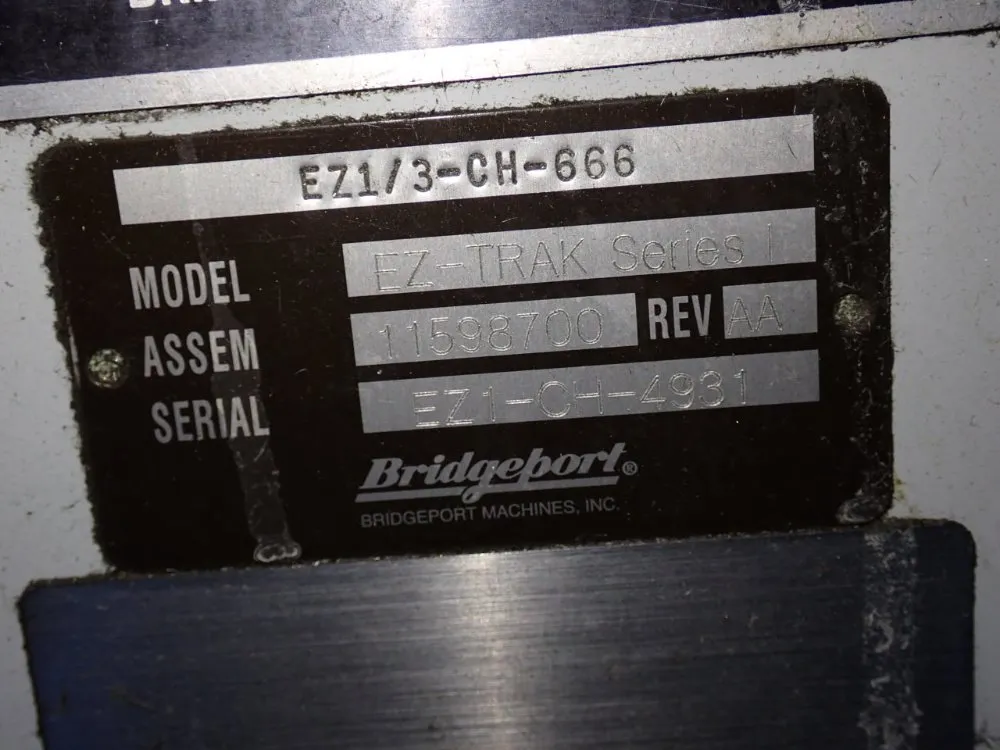 EZ1/3-CH-666
MODEL EZ-TRAK Series I
ASSEM 11598700 REV AA
SERIAL EZ1-CH-4931
Bridgeport®
BRIDGEPORT MACHINES, INC.